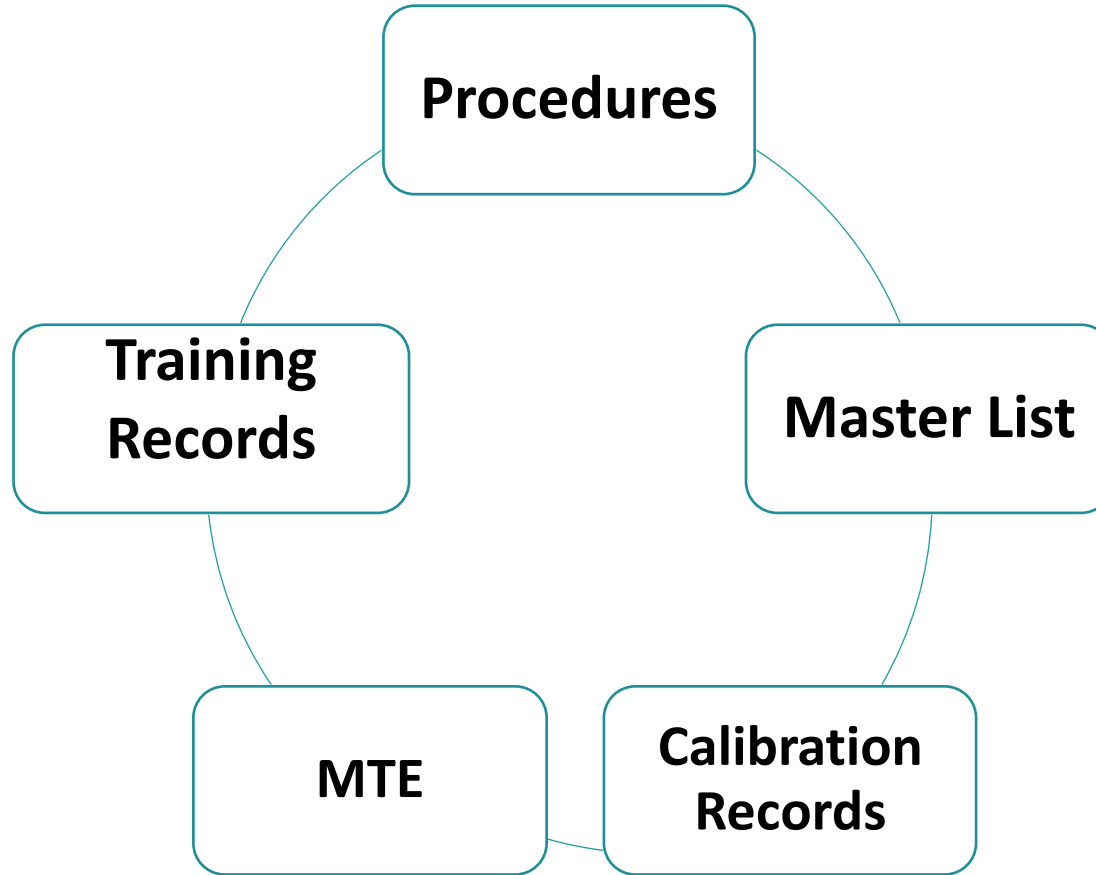 Procedures
Training
Records
Master List
MTE
Calibration
Records